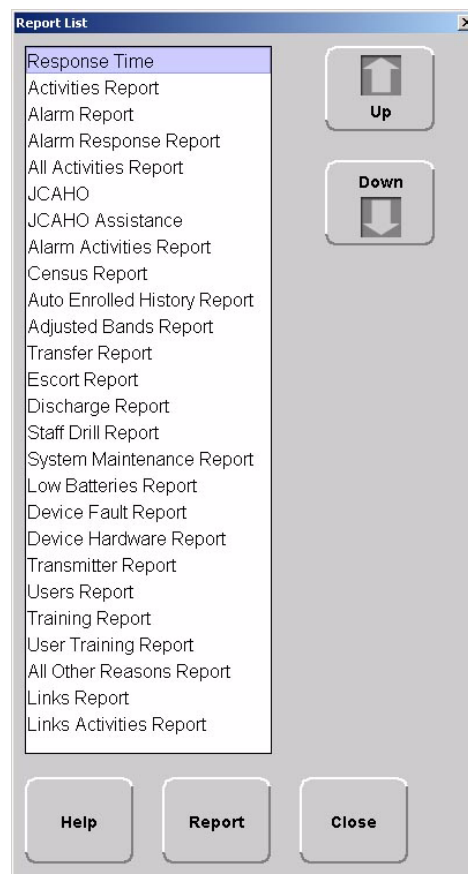 Report List
Response Time
Activities Report
Alarm Report
Alarm Response Report
All Activities Report
JCAHO
JCAHO Assistance
Alarm Activities Report
Census Report
Auto Enrolled History Report
Adjusted Bands Report
Transfer Report
Escort Report
Discharge Report
Staff Drill Report
System Maintenance Report
Low Batteries Report
Device Fault Report
Device Hardware Report
Transmitter Report
Users Report
Training Report
User Training Report
All Other Reasons Report
Links Report
Links Activities Report
Up
Down
Help
Report
Close